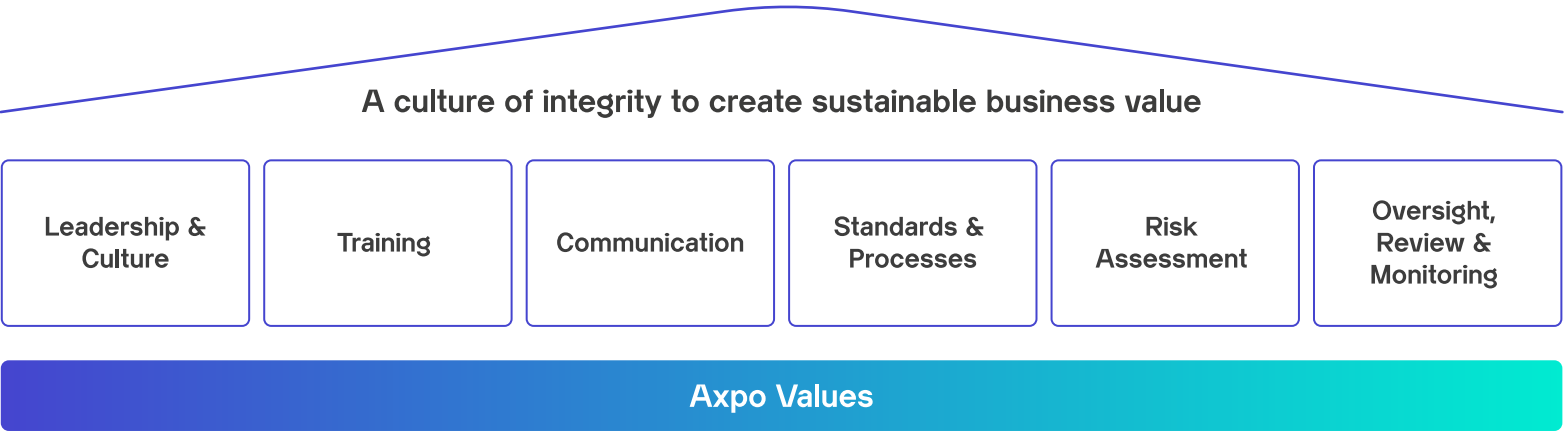 A culture of integrity to create sustainable business value
Leadership &
Culture
Training
Communication
Standards &
Processes
Risk
Assessment
Oversight,
Review &
Monitoring
Axpo Values